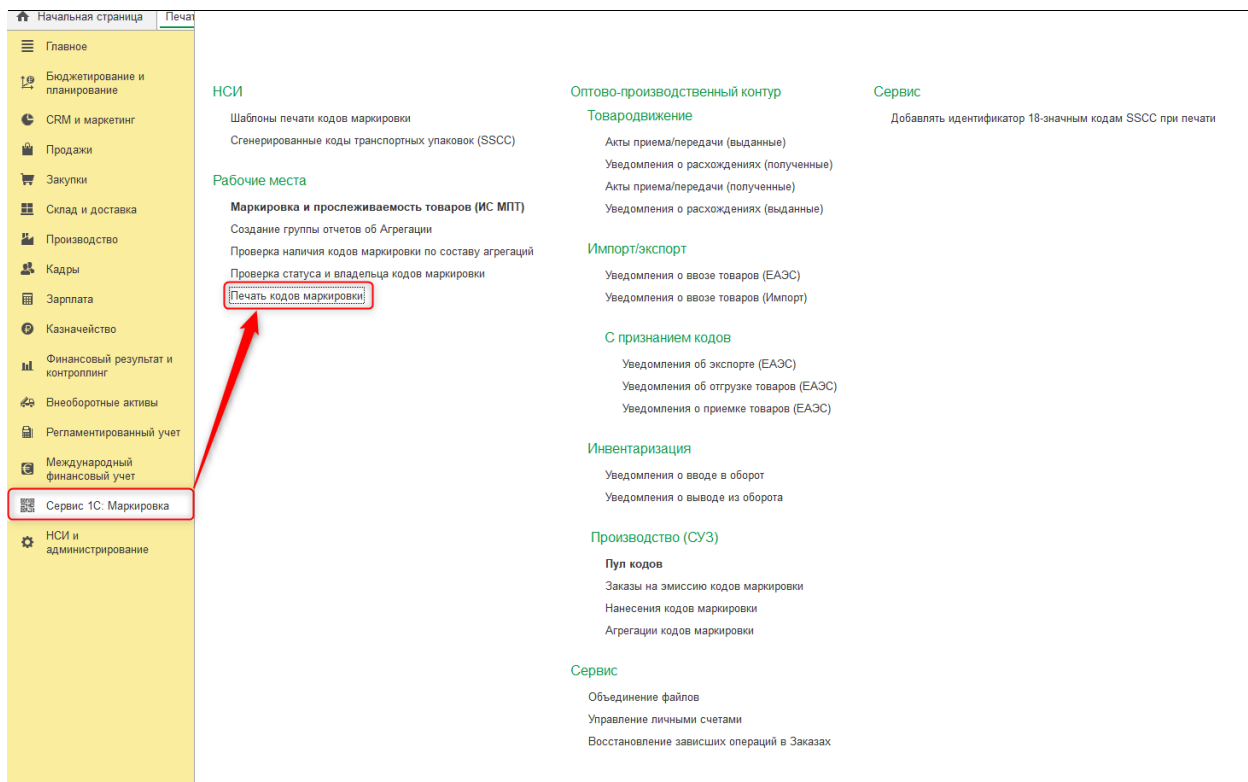 Начальная страница
Печат
Главное
Бюджетирование и
планирование
CRM и маркетинг
Продажи
Закупки
Склад и доставка
Производство
Кадры
Зарплата
Казначейство
Финансовый результат и
контроллинг
Внеоборотные активы
Регламентированный учет
Международный
финансовый учет
Сервис 1С: Маркировка
НСИ и
администрирование
НСИ
Шаблоны печати кодов маркировки
Сгенерированные коды транспортных упаковок (SSCC)
Рабочие места
Маркировка и прослеживаемость товаров (ИС МПТ)
Создание группы отчетов об Агрегации
Проверка наличия кодов маркировки по составу агрегаций
Проверка статуса и владельца кодов маркировки
Печать кодов маркировки
Оптово-производственный контур
Товародвижение
Акты приема/передачи (выданные)
Уведомления о расхождениях (полученные)
Акты приема/передачи (полученные)
Уведомления о расхождениях (выданные)
Импорт/экспорт
Уведомления о ввозе товаров (ЕАЭС)
Уведомления о ввозе товаров (Импорт)
С признанием кодов
Уведомления об экспорте (ЕАЭС)
Уведомления об отгрузке товаров (ЕАЭС)
Уведомления о приемке товаров (ЕАЭС)
Инвентаризация
Уведомления о вводе в оборот
Уведомления о выводе из оборота
Производство (СУЗ)
Пул кодов
Заказы на эмиссию кодов маркировки
Нанесения кодов маркировки
Агрегации кодов маркировки
Сервис
Объединение файлов
Управление личными счетами
Восстановление зависших операций в Заказах
Сервис
Добавлять идентификатор 18-значным кодам SSCC при печати